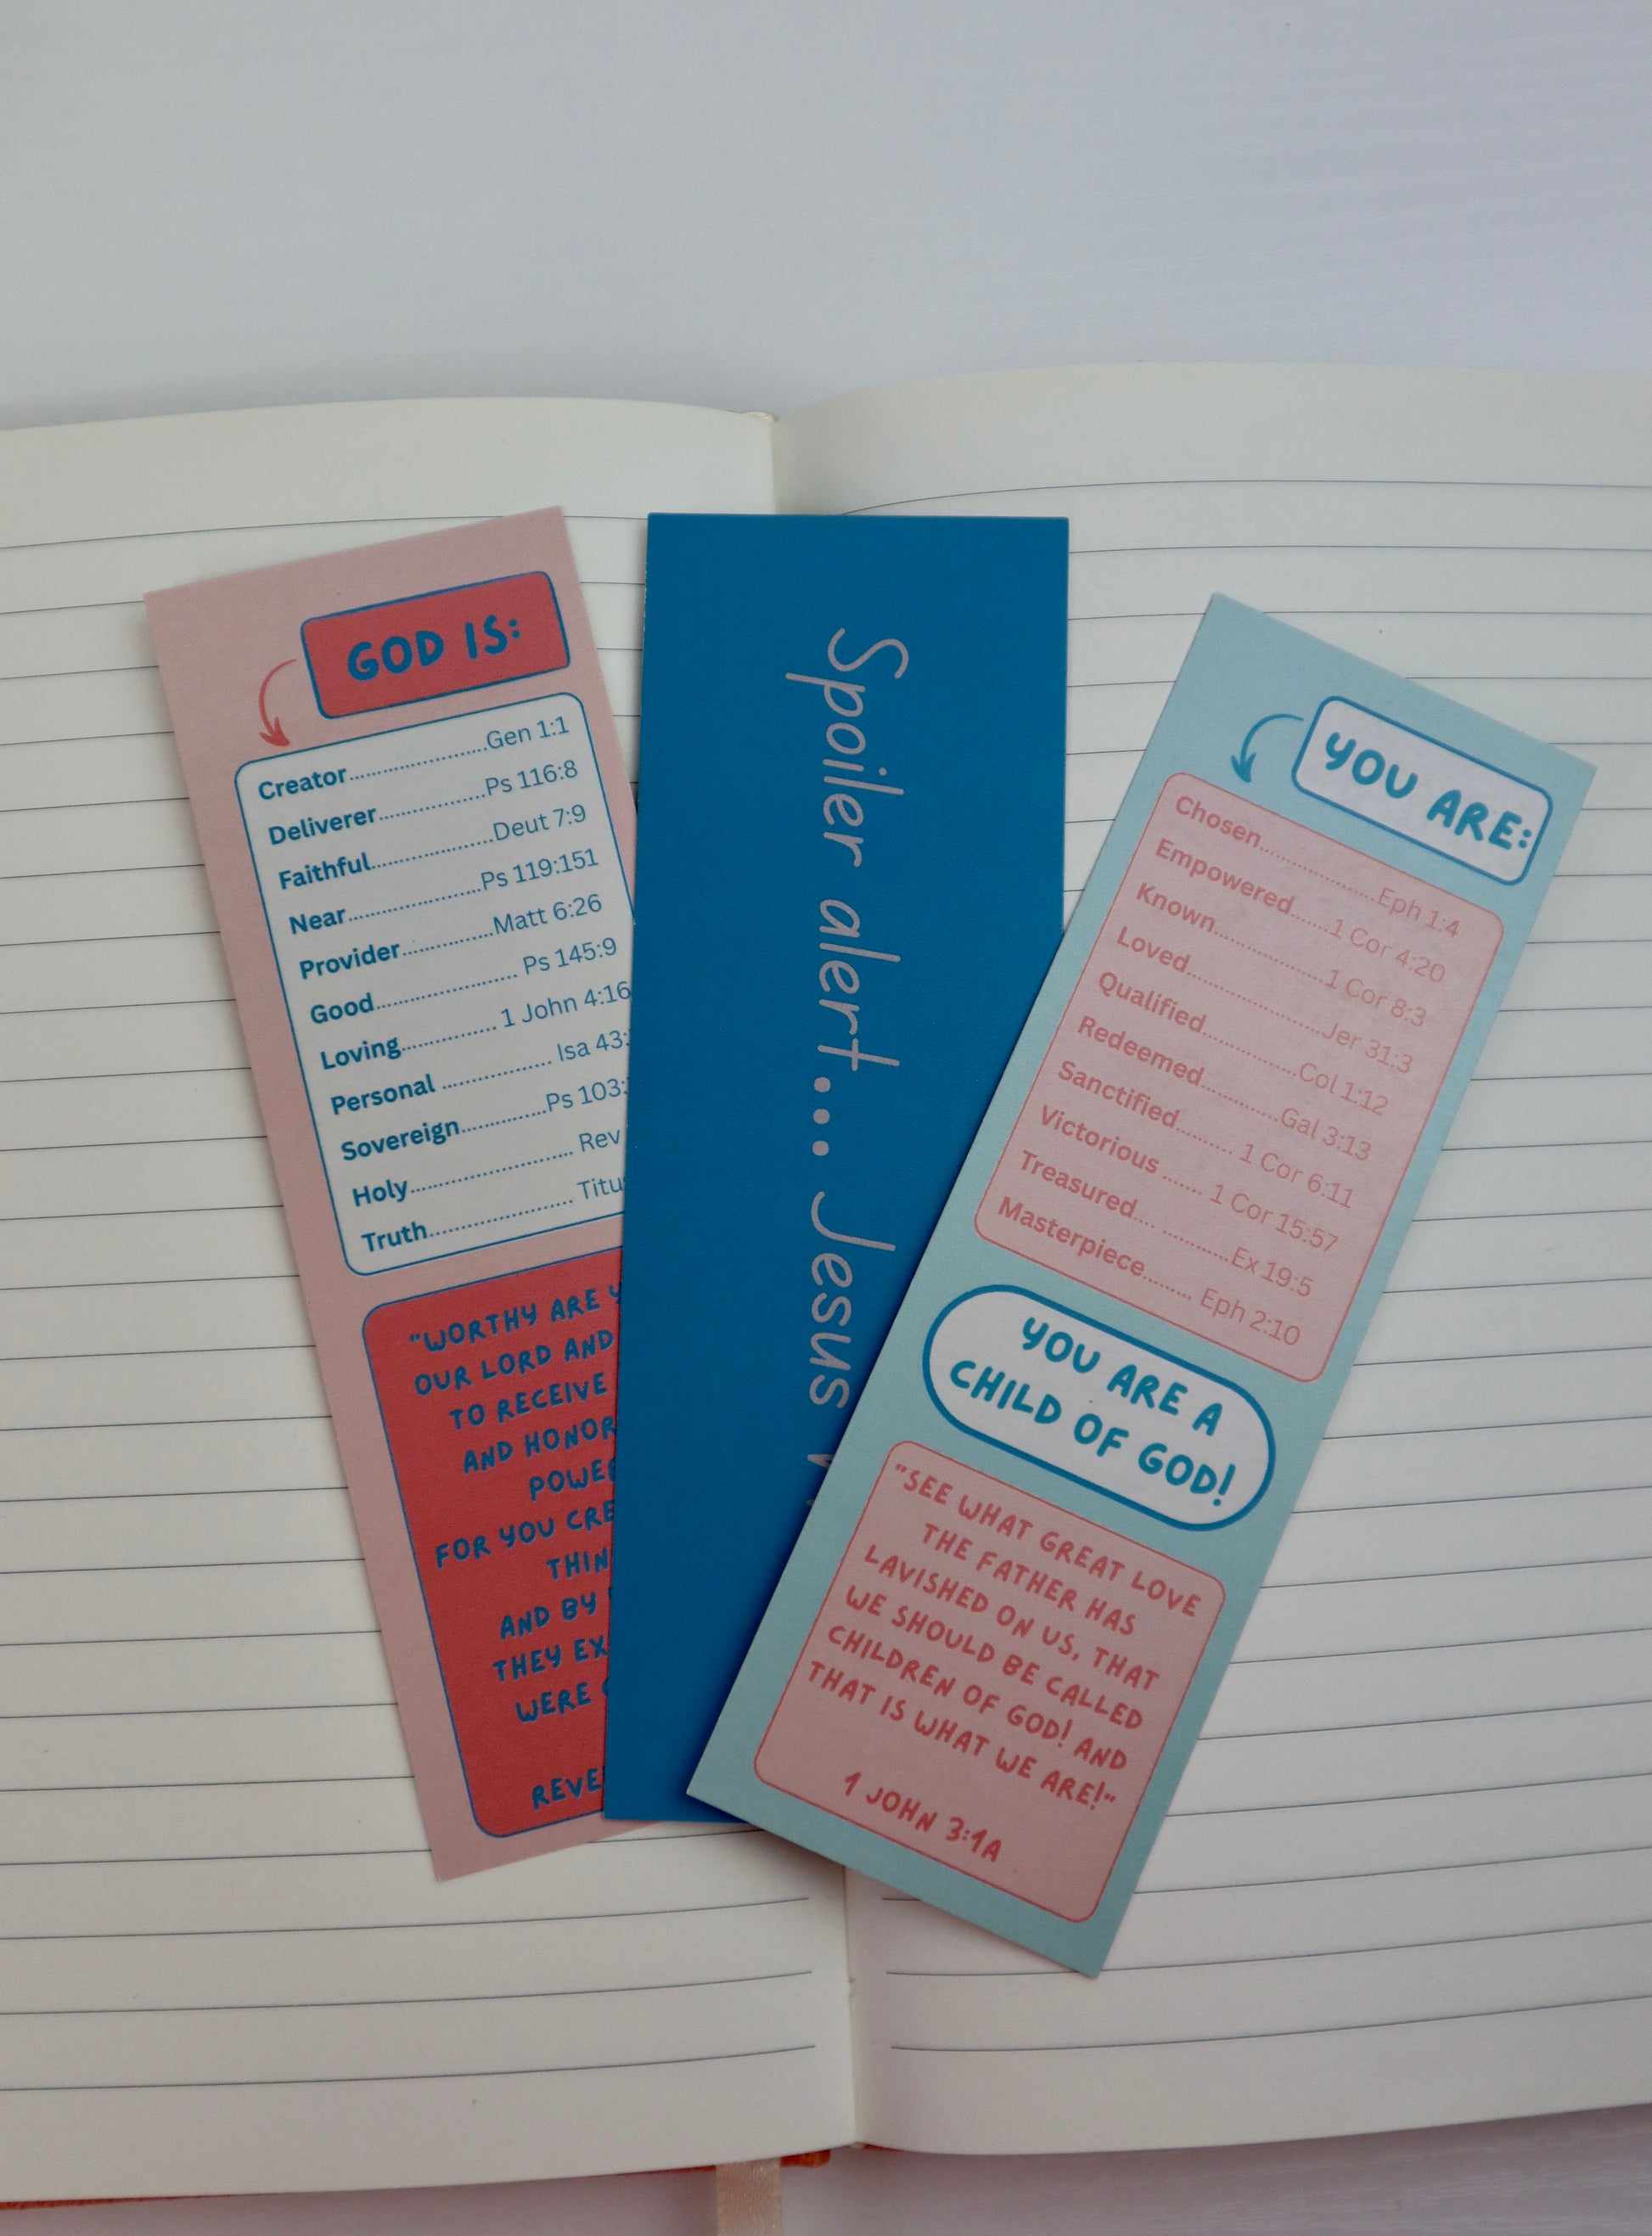 GOD IS:
Creator..........................Gen 1:1
Deliverer....................Ps 116:8
Faithful.......................Deut 7:9
Near.........................Ps 119:151
Provider.................Matt 6:26
Good........................... Ps 145:9
Loving.................. 1 John 4:16
Personal ..................... Isa 43:
Sovereign................Ps 103:
Holy............................... Rev
Truth........................... Titu
"WORTHY ARE
OUR LORD AND
TO RECEIVE
AND HONOR
POWE
FOR YOU CRE
THIN
AND BY
THEY EX
WERE
REVE
Spoiler alert.... Jesus
YOU ARE:
Chosen......................Eph 1:4
Empowered......1 Cor 4:20
Known.....................1 Cor 8:3
Loved..........................Jer 31:3
Qualified..................Col 1:12
Redeemed..............Gal 3:13
Sanctified......... 1 Cor 6:11
Victorious ....... 1 Cor 15:57
Treasured.... ............Ex 19:5
Masterpiece......... Eph 2:10
YOU ARE A
CHILD OF GOD!
"SEE WHAT GREAT LOVE
THE FATHER HAS
LAVISHED ON US, THAT
WE SHOULD BE CALLED
CHILDREN OF GOD! AND
THAT IS WHAT WE ARE!"
1 JOHN 3:1A